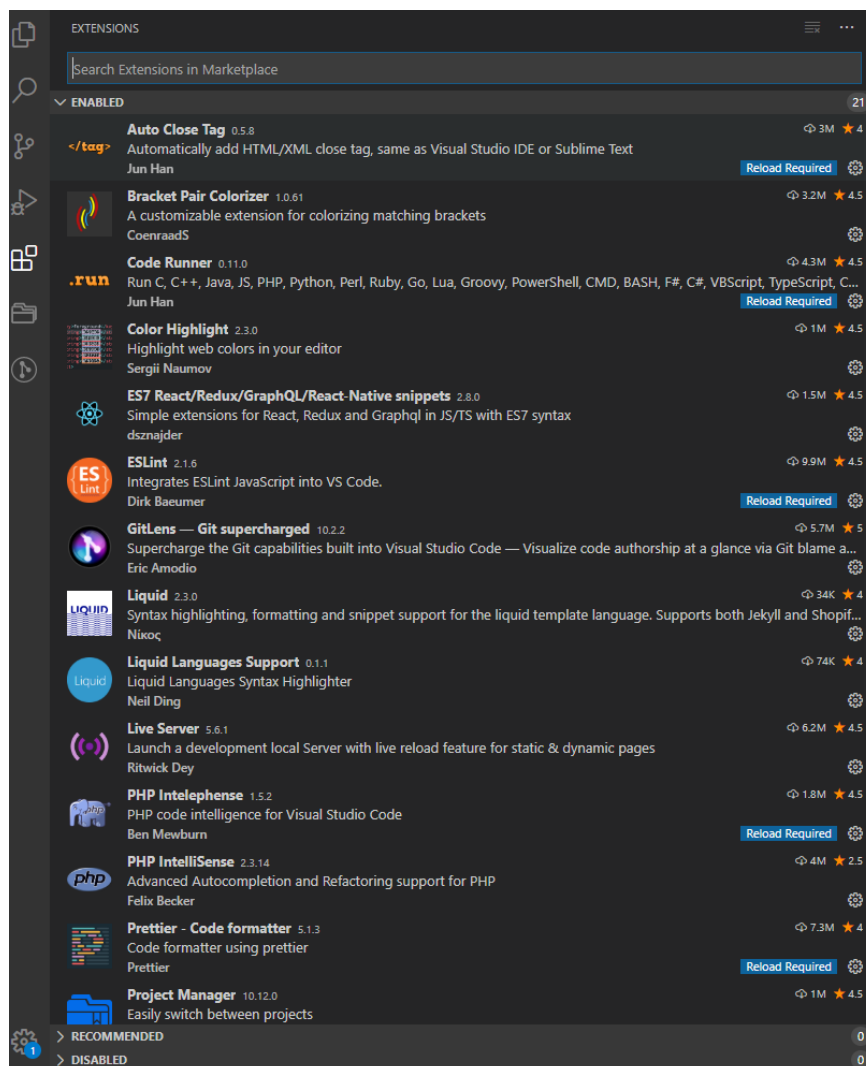 EXTENSIONS
Search Extensions in Marketplace
ENABLED 21
Auto Close Tag 0.5.8 3M 4
</tag> Automatically add HTML/XML close tag, same as Visual Studio IDE or Sublime Text
Jun Han Reload Required
Bracket Pair Colorizer 1.0.61 3.2M 4.5
A customizable extension for colorizing matching brackets
CoenraadS
Code Runner 0.11.0 4.3M 4.5
.run Run C, C++, Java, JS, PHP, Python, Perl, Ruby, Go, Lua, Groovy, PowerShell, CMD, BASH, F#, C#, VBScript, TypeScript, C...
Jun Han Reload Required
Color Highlight 2.3.0 1M 4.5
Highlight web colors in your editor
Sergii Naumov
ES7 React/Redux/GraphQL/React-Native snippets 2.8.0 1.5M 4.5
Simple extensions for React, Redux and Graphql in JS/TS with ES7 syntax
dsznajder
ESLint 2.1.6 9.9M 4.5
ES Integrates ESLint JavaScript into VS Code.
Lint Dirk Baeumer Reload Required
GitLens — Git supercharged 10.2.2 5.7M 5
Supercharge the Git capabilities built into Visual Studio Code — Visualize code authorship at a glance via Git blame a...
Eric Amodio
Liquid 2.3.0 34K 4
LIQUID Syntax highlighting, formatting and snippet support for the liquid template language. Supports both Jekyll and Shopif...
Νίκος
Liquid Languages Support 0.1.1 74K 4
Liquid Liquid Languages Syntax Highlighter
Neil Ding
Live Server 5.6.1 6.2M 4.5
Launch a development local Server with live reload feature for static & dynamic pages
Ritwick Dey
PHP Intelephense 1.5.2 1.8M 4.5
php PHP code intelligence for Visual Studio Code
Ben Mewburn Reload Required
PHP IntelliSense 2.3.14 4M 2.5
php Advanced Autocompletion and Refactoring support for PHP
Felix Becker
Prettier - Code formatter 5.1.3 7.3M 4
Code formatter using prettier
Prettier Reload Required
Project Manager 10.12.0 1M 4.5
Easily switch between projects
RECOMMENDED 0
1
DISABLED 0